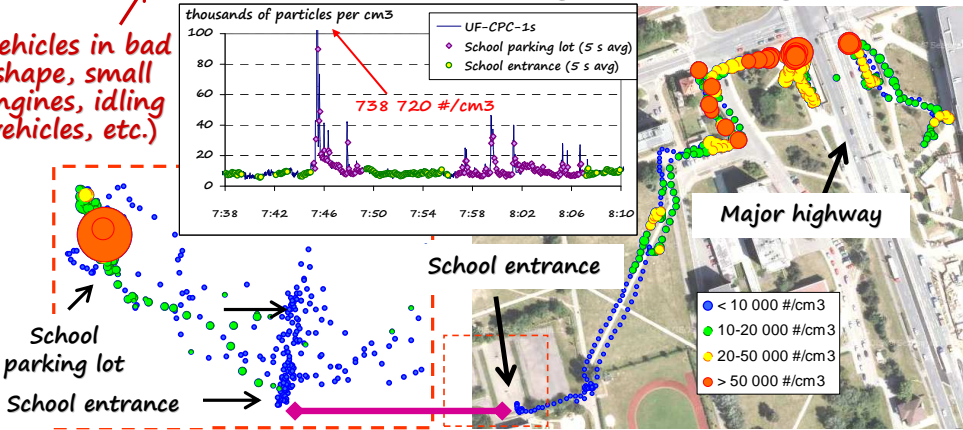 ehicles in bad
shape, small
ngines, idling
ehicles, etc.)
thousands of particles per cm3
100
80
60
40
20
0
7:38 7:42 7:46 7:50 7:54 7:58 8:02 8:06 8:10
UF-CPC-1s
School parking lot (5 s avg)
School entrance (5 s avg)
738 720 #/cm3
Major highway
School entrance
School
parking lot
School entrance
< 10 000 #/cm3
10-20 000 #/cm3
20-50 000 #/cm3
> 50 000 #/cm3